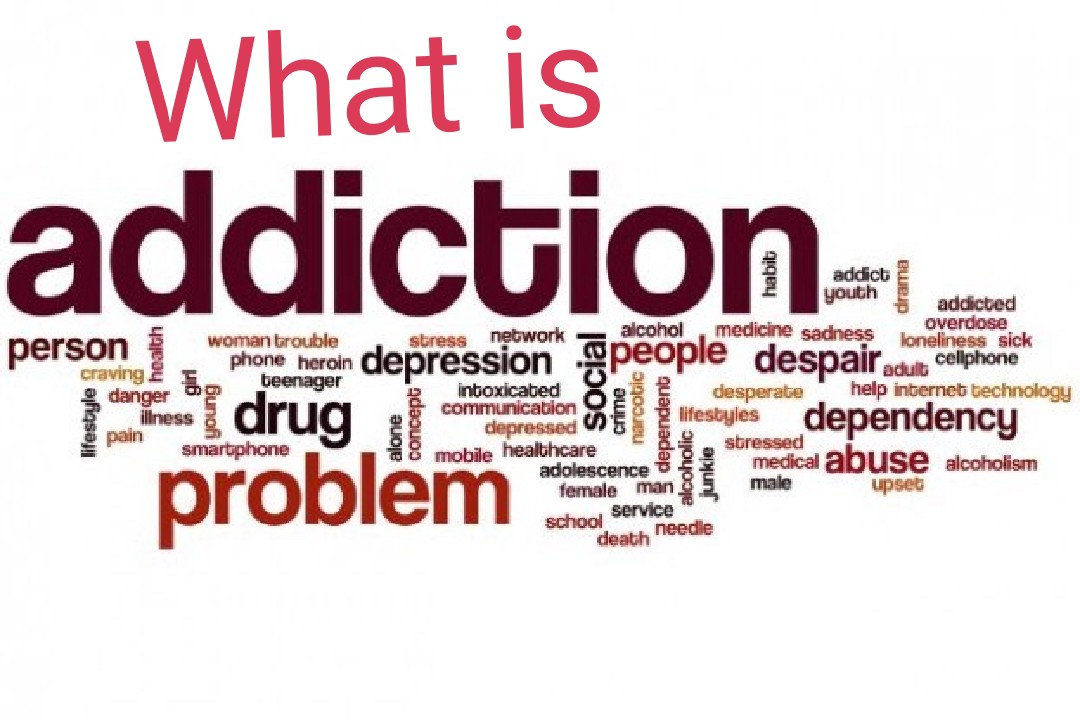 What is
addiction
habit
addict
youth
drama
addicted
overdose
person
health
woman trouble
stress
network
social
alcohol
medicine
sadness
loneliness
sick
craving
phone
heroin
depression
people
despair
adult
cellphone
lifestyle
danger
girl
young
teenager
intoxicated
crime
narcotic
dependent
desperate
help
internet
technology
illness
drug
alone
concept
communication
lifestyles
dependency
pain
depressed
smartphone
mobile
healthcare
alcoholic
junkie
stressed
problem
adolescence
medical
abuse
alcoholism
female
man
male
upset
service
school
needle
death